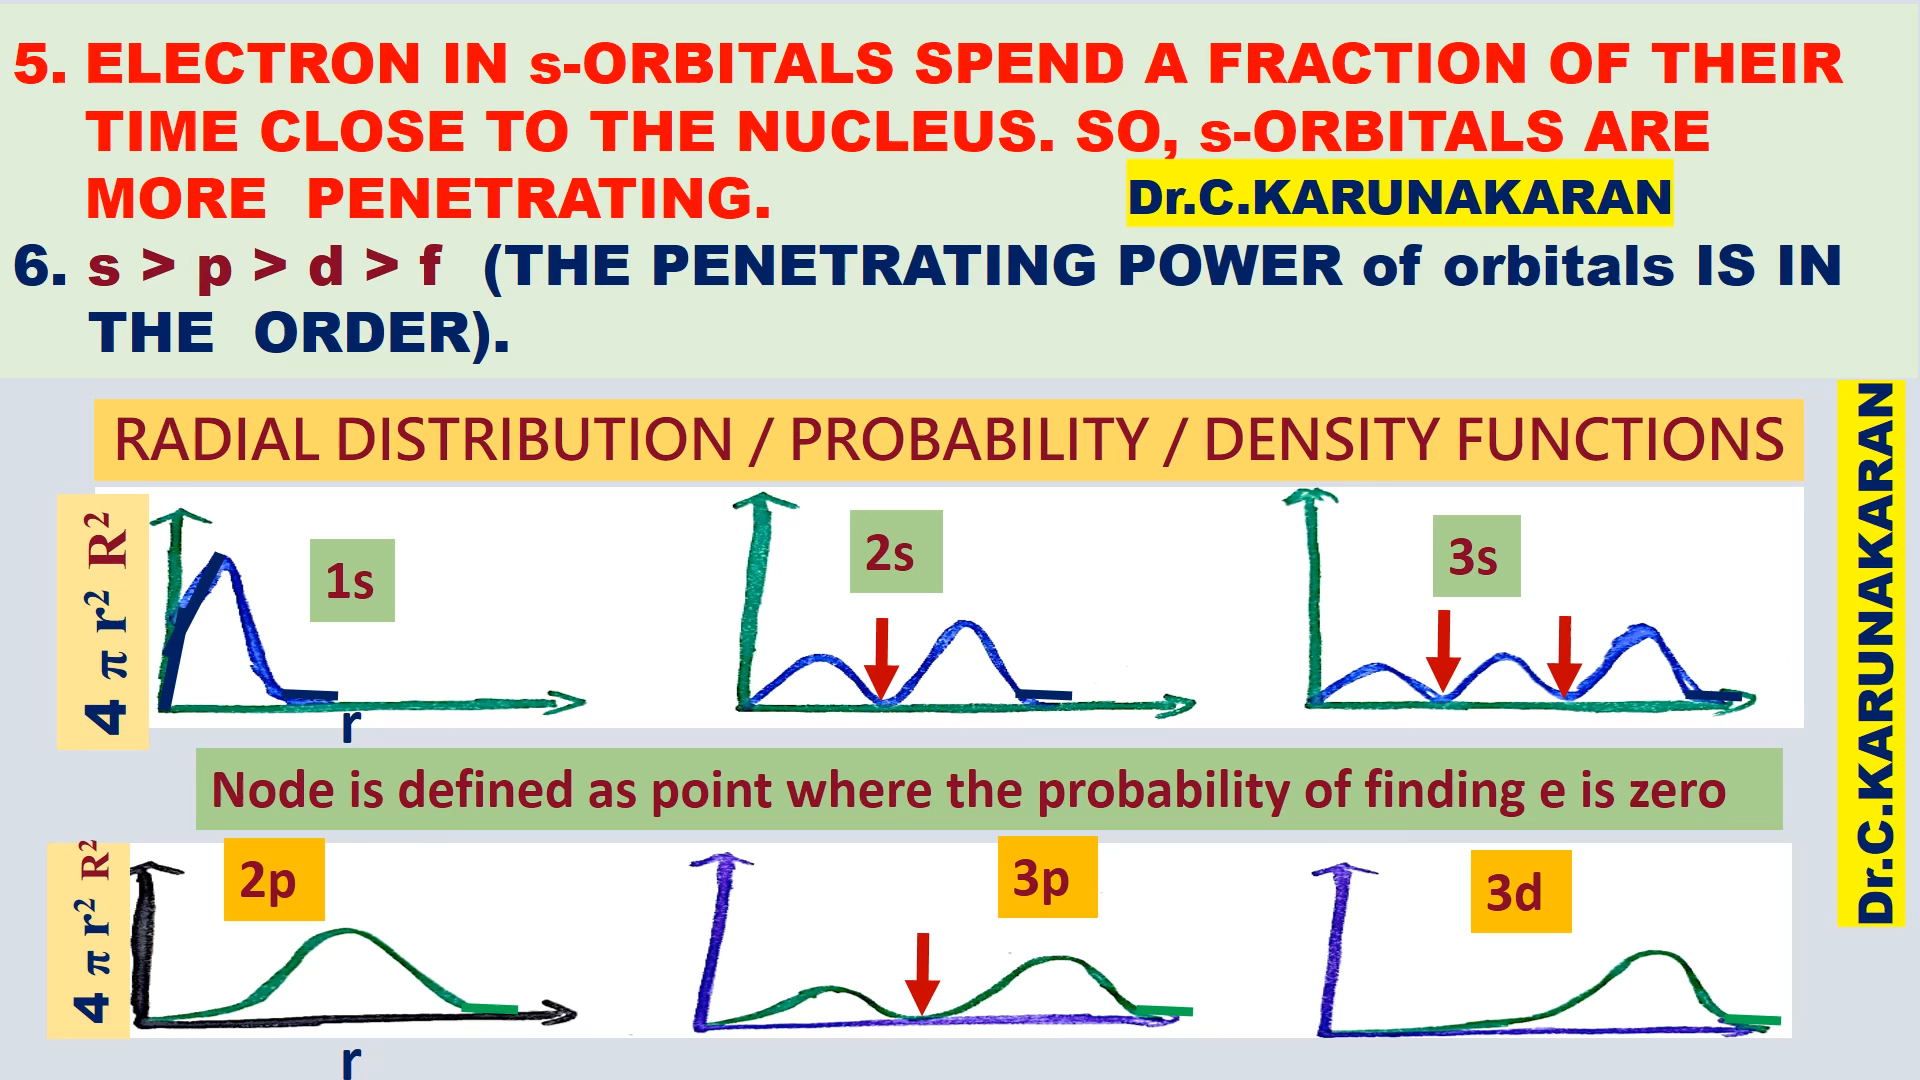 5. ELECTRON IN s-ORBITALS SPEND A FRACTION OF THEIR
TIME CLOSE TO THE NUCLEUS. SO, s-ORBITALS ARE
MORE PENETRATING.
Dr.C.KARUNAKARAN
6. s > p > d > f (THE PENETRATING POWER of orbitals IS IN
THE ORDER).
Dr.C.KARUNAKARAN
RADIAL DISTRIBUTION / PROBABILITY / DENSITY FUNCTIONS
4 π r² R²
1s
2s
3s
r
Node is defined as point where the probability of finding e is zero
4 π r² R²
2p
3p
3d
r